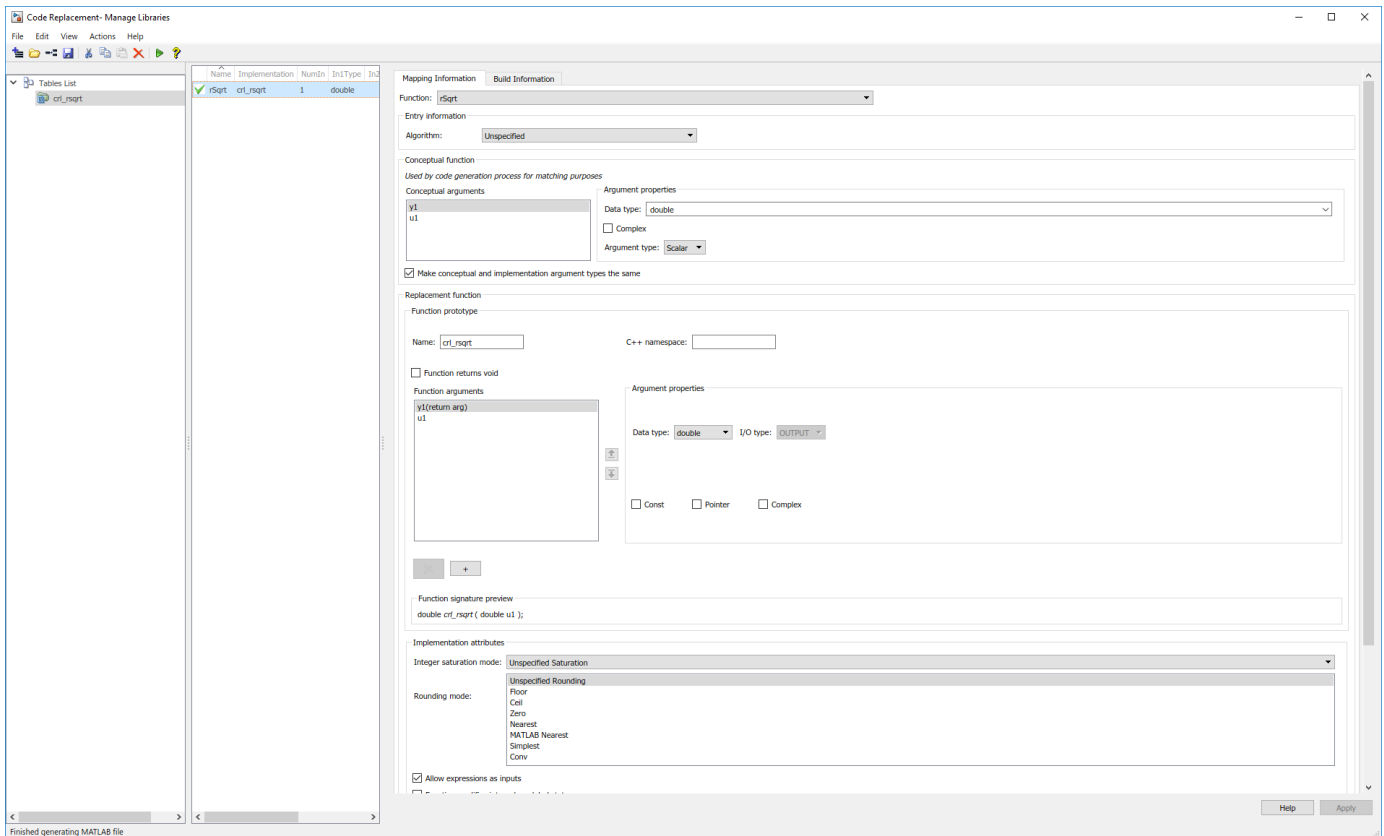 Code Replacement- Manage Libraries
File Edit View Actions Help
Tables List
crl_rsqrt
Name Implementation NumIn In1Type In2
rSqrt crl_rsqrt 1 double
Mapping Information Build Information
Function: rSqrt
Entry information
Algorithm: Unspecified
Conceptual function
Used by code generation process for matching purposes
Conceptual arguments
y1
u1
Argument properties
Data type: double
Complex
Argument type: Scalar
Make conceptual and implementation argument types the same
Replacement function
Function prototype
Name: crl_rsqrt C++ namespace:
Function returns void
Function arguments
y1(return arg)
u1
Argument properties
Data type: double I/O type: OUTPUT
Const Pointer Complex
+
Function signature preview
double crl_rsqrt ( double u1 );
Implementation attributes
Integer saturation mode: Unspecified Saturation
Rounding mode:
Unspecified Rounding
Floor
Ceil
Zero
Nearest
MATLAB Nearest
Simplest
Conv
Allow expressions as inputs
Help Apply
Finished generating MATLAB file